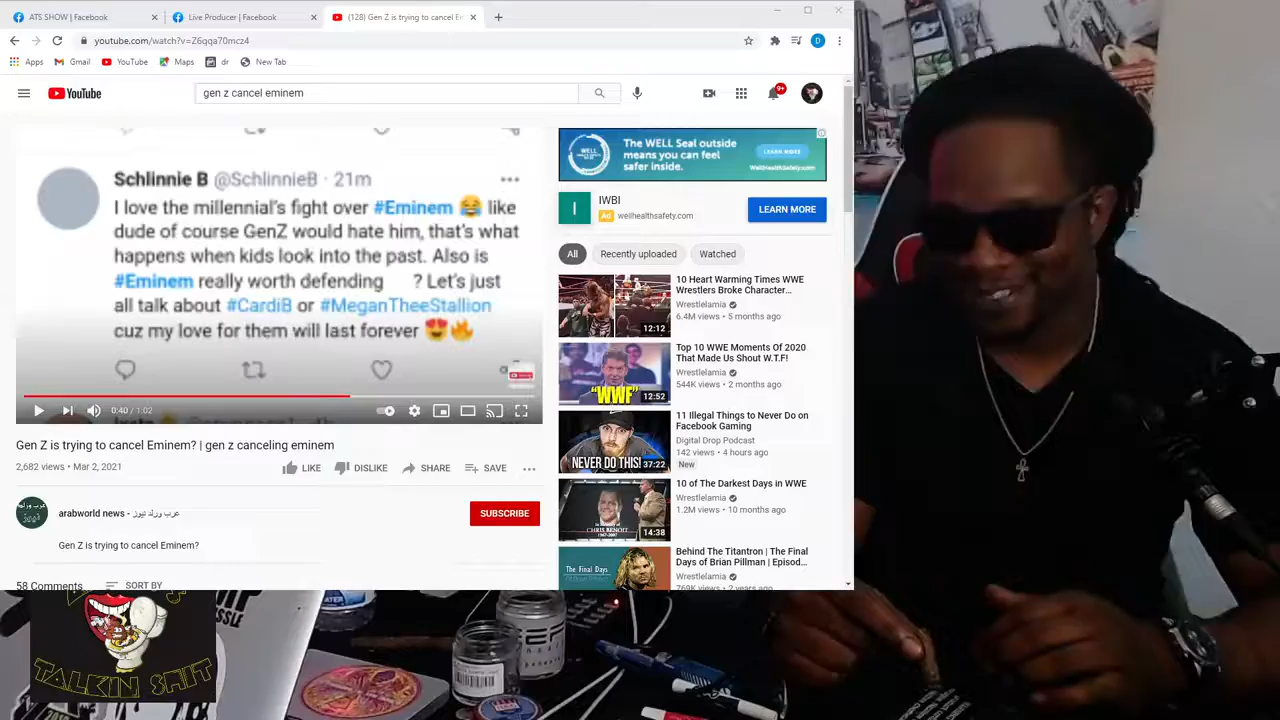 ATS SHOW | Facebook
Live Producer | Facebook
(128) Gen Z is trying to cancel E
youtube.com/watch?v=Z6qqa70mcz4
Apps
Gmail
YouTube
Maps
dr
New Tab
YouTube
gen z cancel eminem
9+
Schlinnie B @SchlinnieB · 21m
I love the millennial's fight over #Eminem 😂 like
dude of course GenZ would hate him, that's what
happens when kids look into the past. Also is
#Eminem really worth defending ? Let's just
all talk about #CardiB or #MeganTheeStallion
cuz my love for them will last forever 😍🔥
0:40 / 1:02
Gen Z is trying to cancel Eminem? | gen z canceling eminem
2,682 views • Mar 2, 2021
LIKE
DISLIKE
SHARE
SAVE
arabworld news - عرب ورلد نيوز
SUBSCRIBE
Gen Z is trying to cancel Eminem?
58 Comments
SORT BY
WELL
The WELL Seal outside
means you can feel
safer inside.
LEARN MORE
WellHealthSafety.com
I
IWBI
Ad wellhealthsafety.com
LEARN MORE
All
Recently uploaded
Watched
12:12
10 Heart Warming Times WWE
Wrestlers Broke Character...
Wrestlelamia
6.4M views • 5 months ago
"WWF"
12:52
Top 10 WWE Moments Of 2020
That Made Us Shout W.T.F!
Wrestlelamia
544K views • 2 months ago
NEVER DO THIS!
37:22
11 Illegal Things to Never Do on
Facebook Gaming
Digital Drop Podcast
142 views • 4 hours ago
New
CHRIS BENOIT
14:38
10 of The Darkest Days in WWE
Wrestlelamia
1.2M views • 10 months ago
The Final Days
Behind The Titantron | The Final
Days of Brian Pillman | Episod...
Wrestlelamia
769K views • 2 years ago
TALKIN SHIT